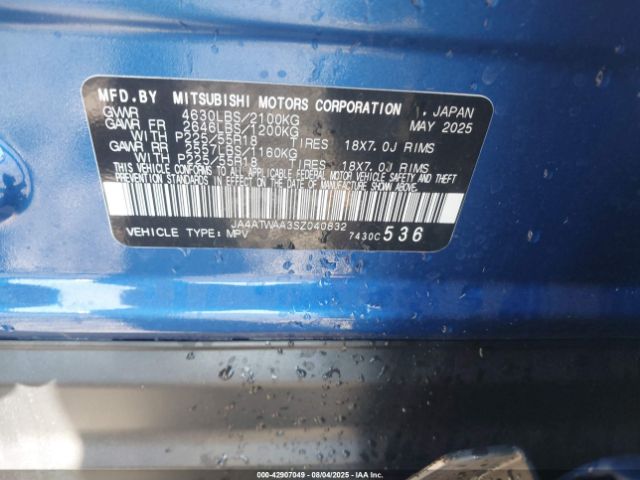 MFD.BY MITSUBISHI MOTORS CORPORATION , JAPAN
GVWR 4630LBS/2100KG MAY 2025
GAWR FR 2646LBS/1200KG
WITH P225/55R18 TIRES 18X7.0J RIMS
GAWR RR 2557LBS/1160KG
WITH P225/55R18 TIRES 18X7.0J RIMS
THIS VEHICLE CONFORMS TO ALL APPLICABLE FEDERAL MOTOR VEHICLE SAFETY AND THEFT
PREVENTION STANDARDS IN EFFECT ON THE DATE OF MANUFACTURE SHOWN ABOVE.
JA4ATWAA3SZ040832
VEHICLE TYPE: MPV 7430C 536
000-42907049 - 08/04/2025 - IAAHQ